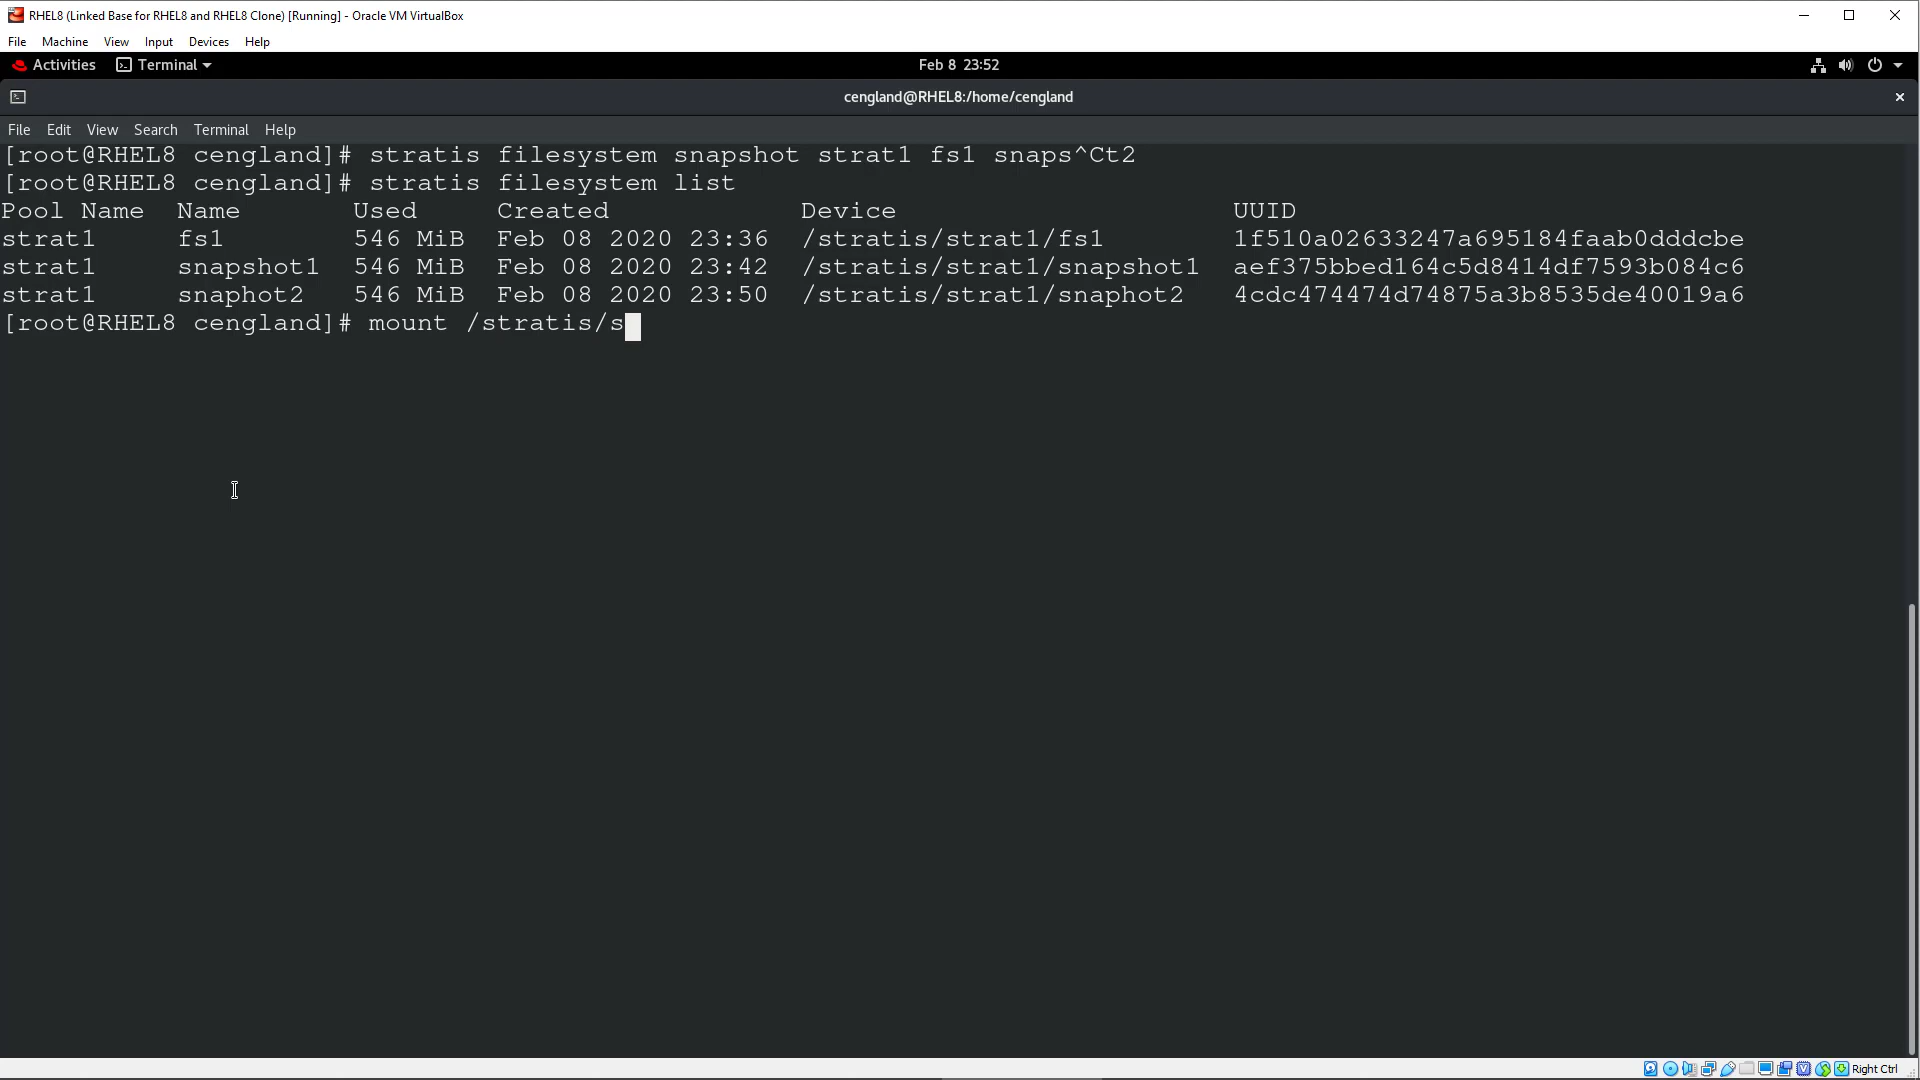 RHEL8 (Linked Base for RHEL8 and RHEL8 Clone) [Running] - Oracle VM VirtualBox
File Machine View Input Devices Help
Activities Terminal Feb 8 23:52
cengland@RHEL8:/home/cengland
File Edit View Search Terminal Help
[root@RHEL8 cengland]# stratis filesystem snapshot strat1 fs1 snaps^Ct2
[root@RHEL8 cengland]# stratis filesystem list
Pool Name Name Used Created Device UUID
strat1 fs1 546 MiB Feb 08 2020 23:36 /stratis/strat1/fs1 1f510a02633247a695184faab0dddcbe
strat1 snapshot1 546 MiB Feb 08 2020 23:42 /stratis/strat1/snapshot1 aef375bbed164c5d8414df7593b084c6
strat1 snaphot2 546 MiB Feb 08 2020 23:50 /stratis/strat1/snaphot2 4cdc474474d74875a3b8535de40019a6
[root@RHEL8 cengland]# mount /stratis/s
Right Ctrl